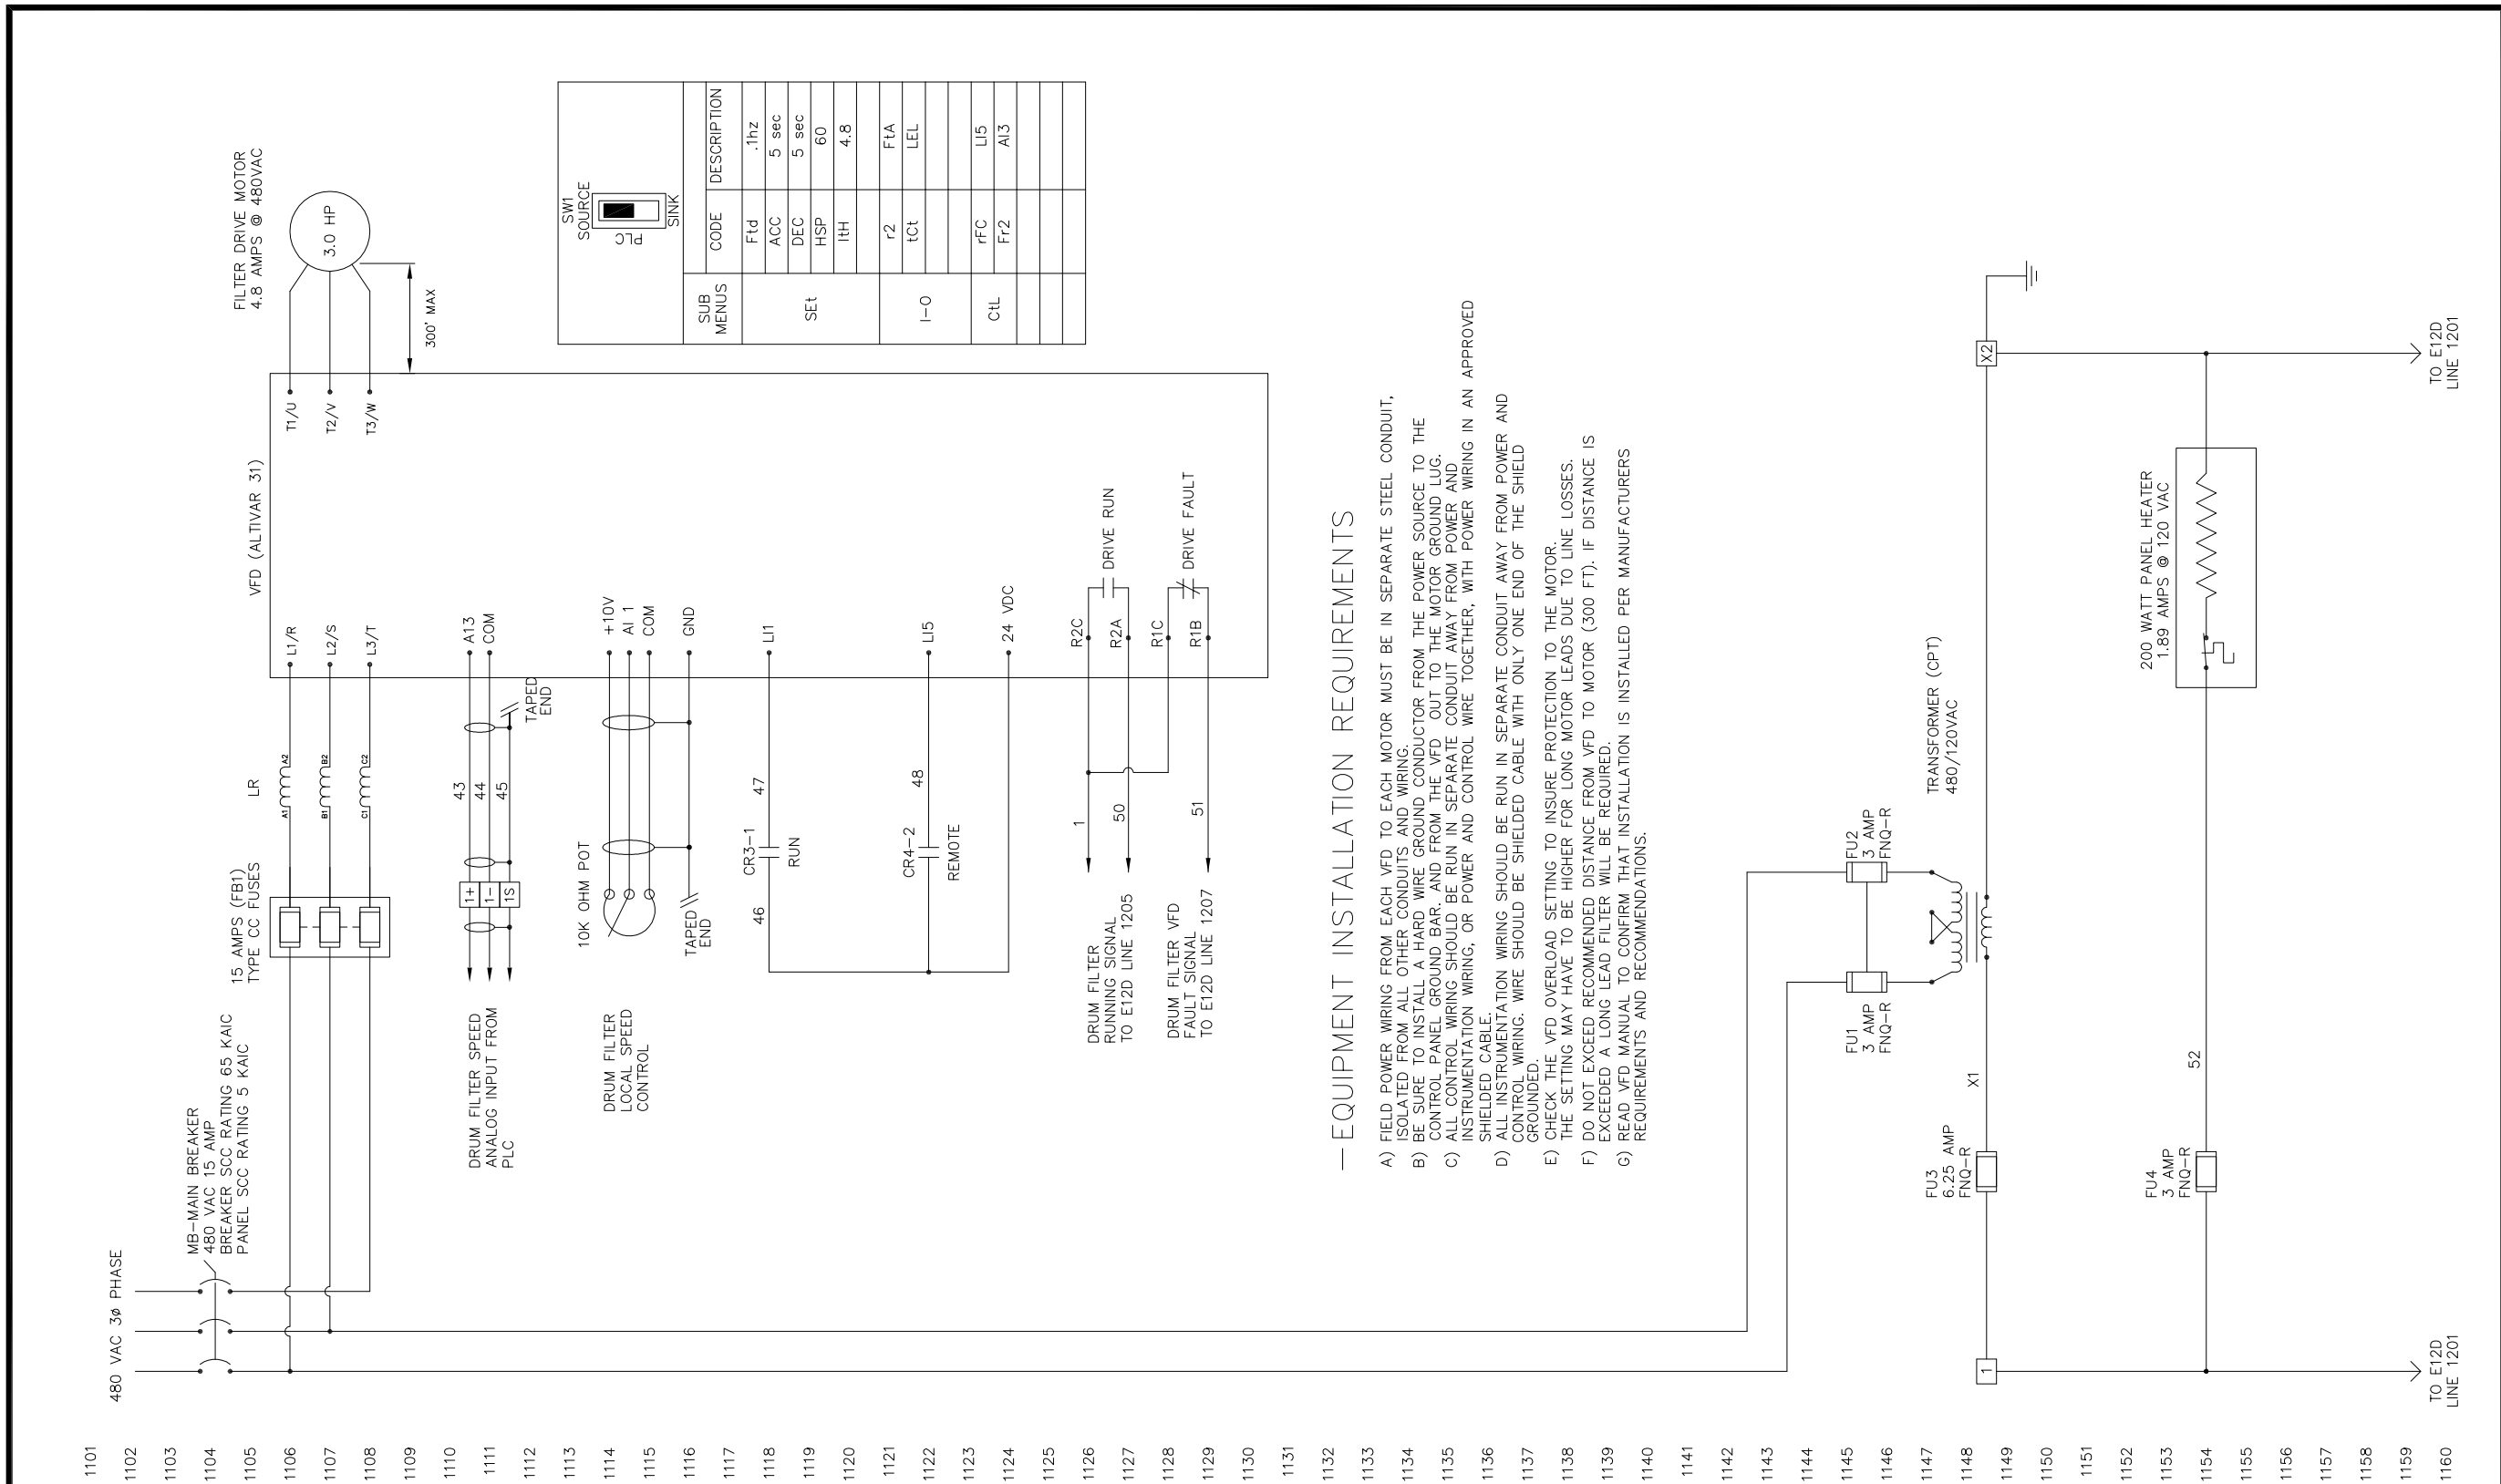 480 VAC 3ø PHASE
MB-MAIN BREAKER
480 VAC 15 AMP
BREAKER SCC RATING 65 KAIC
PANEL SCC RATING 5 KAIC
15 AMPS (FB1)
TYPE CC FUSES
LR
A1
A2
B1
B2
C1
C2
VFD (ALTIVAR 31)
L1/R
L2/S
L3/T
T1/U
T2/V
T3/W
FILTER DRIVE MOTOR
4.8 AMPS @ 480VAC
3.0 HP
300' MAX
DRUM FILTER SPEED
ANALOG INPUT FROM
PLC
1+
1-
1S
43
44
45
TAPED
END
A13
COM
DRUM FILTER
LOCAL SPEED
CONTROL
10K OHM POT
TAPED
END
+10V
AI 1
COM
GND
46
CR3-1
RUN
47
LI1
CR4-2
REMOTE
48
LI5
24 VDC
DRUM FILTER
RUNNING SIGNAL
TO E12D LINE 1205
1
50
R2C
R2A
DRIVE RUN
DRUM FILTER VFD
FAULT SIGNAL
TO E12D LINE 1207
51
R1C
R1B
DRIVE FAULT
SW1
SOURCE
PLC
SINK
SUB
MENUS
CODE
DESCRIPTION
SEt
Ftd .1hz
ACC 5 sec
DEC 5 sec
HSP 60
ItH 4.8
I-O
r2 FtA
tCt LEL
CtL
rFC LI5
Fr2 AI3
— EQUIPMENT INSTALLATION REQUIREMENTS
A) FIELD POWER WIRING FROM EACH VFD TO EACH MOTOR MUST BE IN SEPARATE STEEL CONDUIT,
ISOLATED FROM ALL OTHER CONDUITS AND WIRING.
B) BE SURE TO INSTALL A HARD WIRE GROUND CONDUCTOR FROM THE POWER SOURCE TO THE
CONTROL PANEL GROUND BAR. AND FROM THE VFD OUT TO THE MOTOR GROUND LUG.
C) ALL CONTROL WIRING SHOULD BE RUN IN SEPARATE CONDUIT AWAY FROM POWER AND
INSTRUMENTATION WIRING, OR POWER AND CONTROL WIRE TOGETHER, WITH POWER WIRING IN AN APPROVED
SHIELDED CABLE.
D) ALL INSTRUMENTATION WIRING SHOULD BE RUN IN SEPARATE CONDUIT AWAY FROM POWER AND
CONTROL WIRING. WIRE SHOULD BE SHIELDED CABLE WITH ONLY ONE END OF THE SHIELD
GROUNDED.
E) CHECK THE VFD OVERLOAD SETTING TO INSURE PROTECTION TO THE MOTOR.
THE SETTING MAY HAVE TO BE HIGHER FOR LONG MOTOR LEADS DUE TO LINE LOSSES.
F) DO NOT EXCEED RECOMMENDED DISTANCE FROM VFD TO MOTOR (300 FT). IF DISTANCE IS
EXCEEDED A LONG LEAD FILTER WILL BE REQUIRED.
G) READ VFD MANUAL TO CONFIRM THAT INSTALLATION IS INSTALLED PER MANUFACTURERS
REQUIREMENTS AND RECOMMENDATIONS.
FU1
3 AMP
FNQ-R
FU2
3 AMP
FNQ-R
TRANSFORMER (CPT)
480/120VAC
FU3
6.25 AMP
FNQ-R
X1
1
X2
FU4
3 AMP
FNQ-R
52
200 WATT PANEL HEATER
1.89 AMPS @ 120 VAC
TO E12D
LINE 1201
TO E12D
LINE 1201
1101
1102
1103
1104
1105
1106
1107
1108
1109
1110
1111
1112
1113
1114
1115
1116
1117
1118
1119
1120
1121
1122
1123
1124
1125
1126
1127
1128
1129
1130
1131
1132
1133
1134
1155
1136
1137
1138
1139
1140
1141
1142
1143
1144
1145
1146
1147
1148
1149
1150
1151
1152
1153
1154
1155
1156
1157
1158
1159
1160